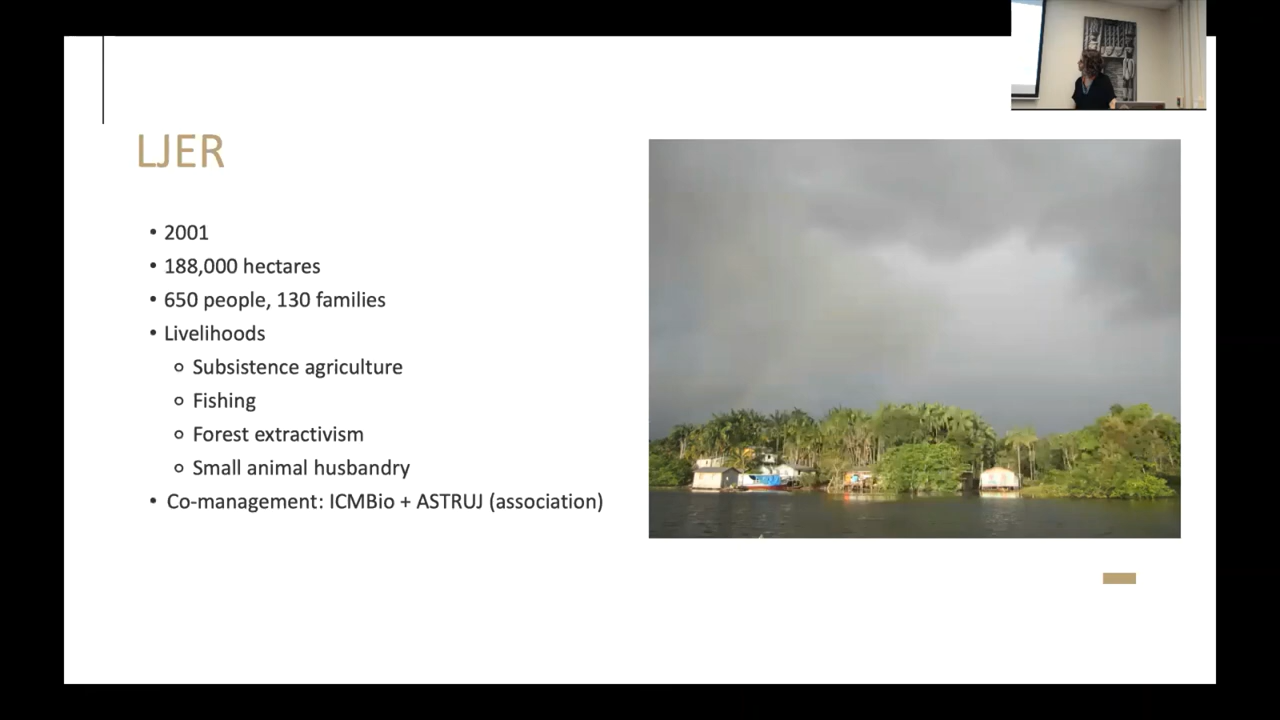 LJER
• 2001
• 188,000 hectares
• 650 people, 130 families
• Livelihoods
○ Subsistence agriculture
○ Fishing
○ Forest extractivism
○ Small animal husbandry
• Co-management: ICMBio + ASTRUJ (association)